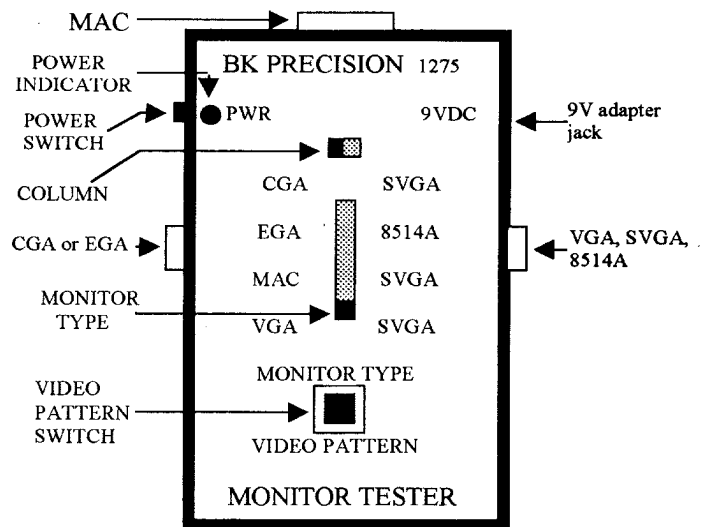 MAC
POWER
INDICATOR
BK PRECISION 1275
PWR
9VDC
9V adapter
jack
POWER
SWITCH
COLUMN
CGA SVGA
CGA or EGA
EGA 8514A
VGA, SVGA,
8514A
MAC SVGA
MONITOR
TYPE
VGA SVGA
MONITOR TYPE
VIDEO
PATTERN
SWITCH
VIDEO PATTERN
MONITOR TESTER